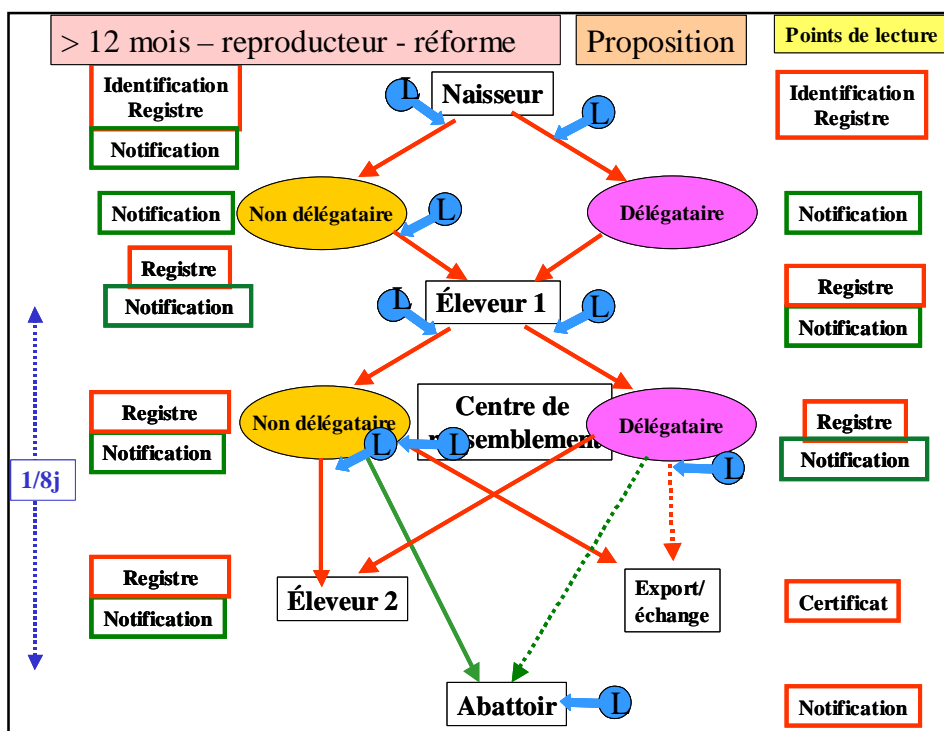 > 12 mois – reproducteur - réforme
Proposition
Points de lecture
Identification
Registre
Notification
L
Naisseur
L
Identification
Registre
Notification
Non délégataire
L
Délégataire
Notification
Registre
Notification
L
Éleveur 1
L
Registre
Notification
Registre
Notification
Non délégataire
L
L
Centre de
Délégataire
L
Registre
Notification
1/8j
Registre
Notification
Éleveur 2
Export/
échange
Certificat
Abattoir
L
Notification